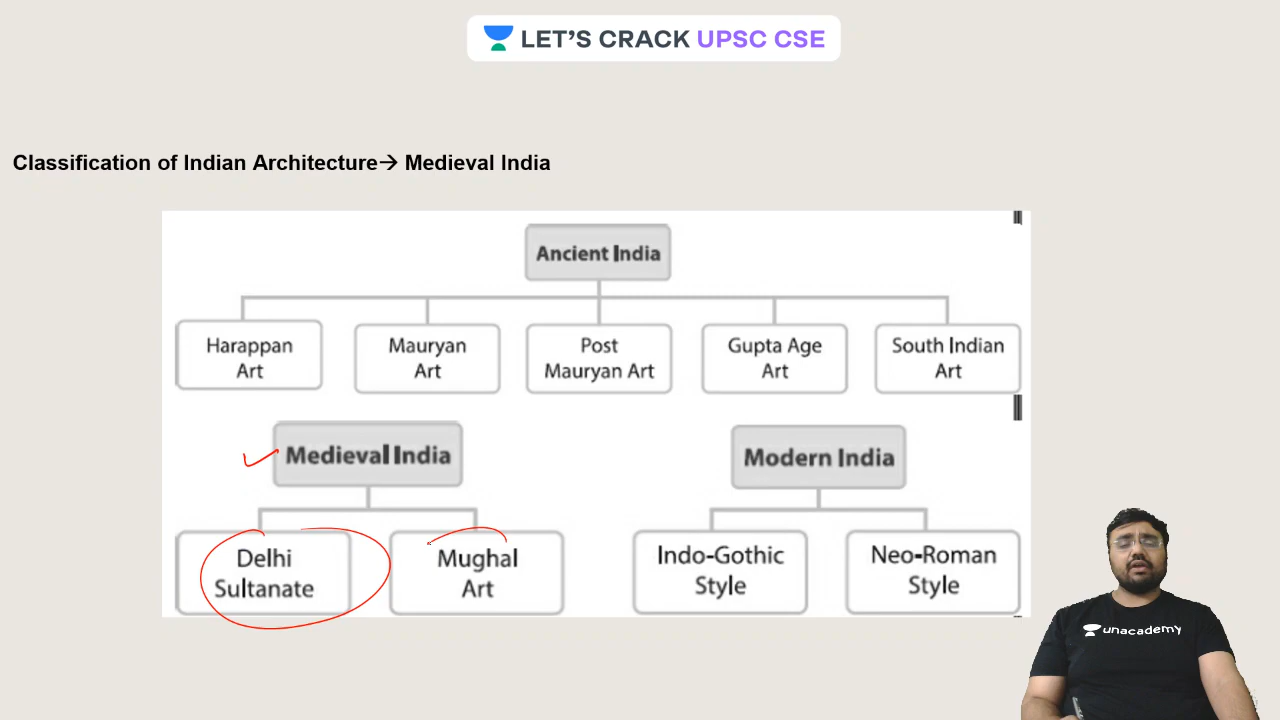 LET'S CRACK UPSC CSE
Classification of Indian Architecture→ Medieval India
Ancient India
Harappan
Art
Mauryan
Art
Post
Mauryan Art
Gupta Age
Art
South Indian
Art
Medieval India
Modern India
Delhi
Sultanate
Mughal
Art
Indo-Gothic
Style
Neo-Roman
Style
unacademy